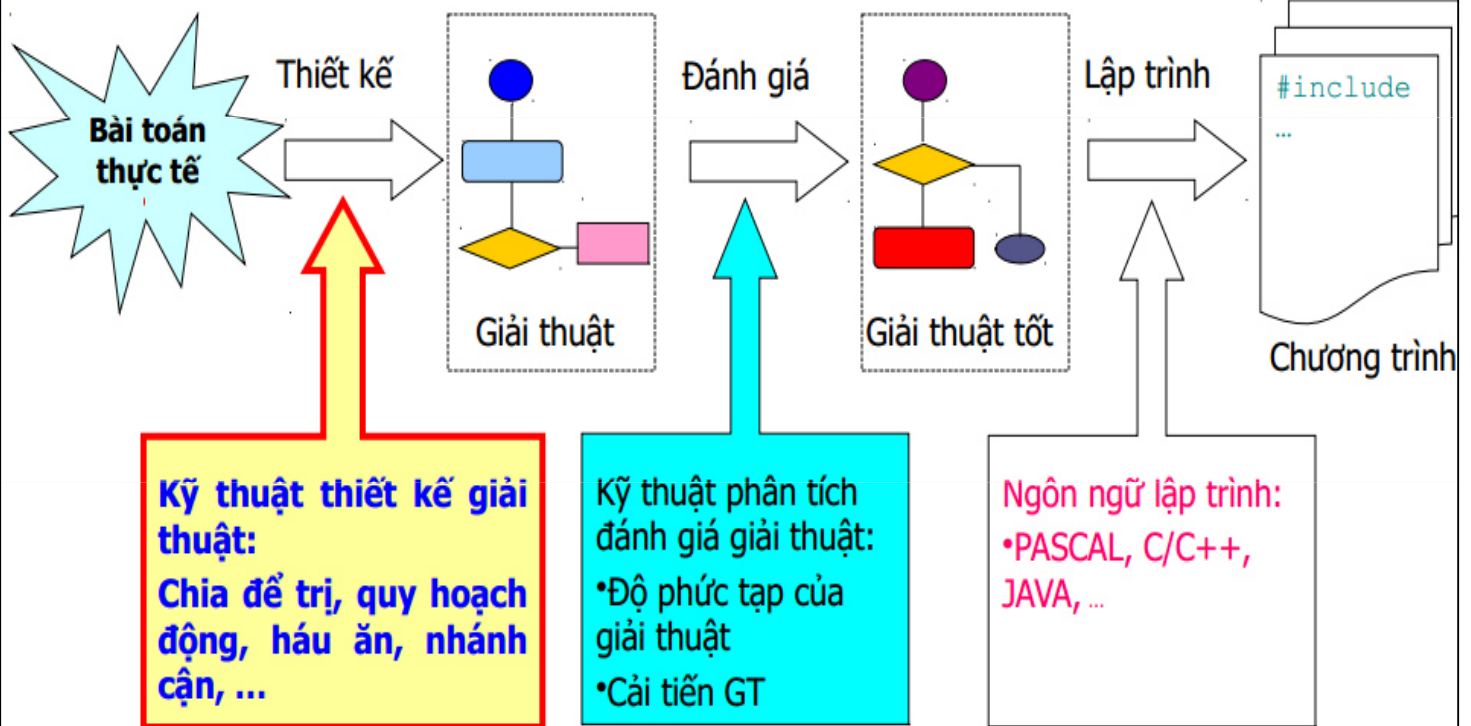 Thiết kế
Đánh giá
Lập trình
#include
…
Bài toán
thực tế
Giải thuật
Giải thuật tốt
Chương trình
Kỹ thuật thiết kế giải
thuật:
Chia để trị, quy hoạch
động, háu ăn, nhánh
cận, …
Kỹ thuật phân tích
đánh giá giải thuật:
•Độ phức tạp của
giải thuật
•Cải tiến GT
Ngôn ngữ lập trình:
•PASCAL, C/C++,
JAVA, …